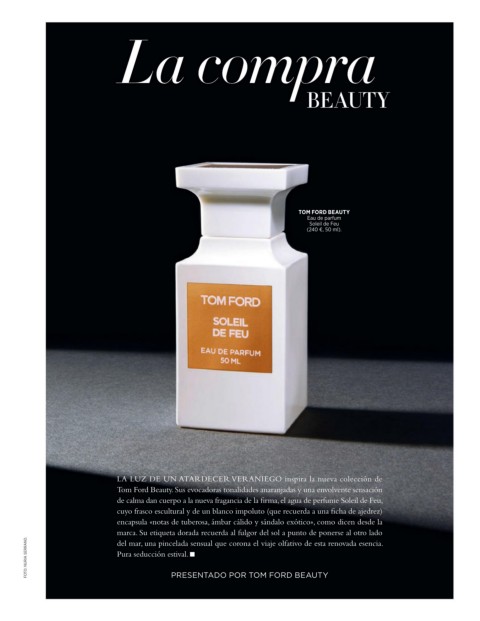 La compra
BEAUTY
TOM FORD BEAUTY
Eau de parfum
Soleil de Feu
(240 €, 50 ml).
TOM FORD
SOLEIL
DE FEU
EAU DE PARFUM
50 ML
LA LUZ DE UN ATARDECER VERANIEGO inspira la nueva colección de
Tom Ford Beauty. Sus evocadoras tonalidades anaranjadas y una envolvente sensación
de calma dan cuerpo a la nueva fragancia de la firma, el agua de perfume Soleil de Feu,
cuyo frasco escultural y de un blanco impoluto (que recuerda a una ficha de ajedrez)
encapsula «notas de tuberosa, ámbar cálido y sándalo exótico», como dicen desde la
marca. Su etiqueta dorada recuerda al fulgor del sol a punto de ponerse al otro lado
del mar, una pincelada sensual que corona el viaje olfativo de esta renovada esencia.
Pura seducción estival. ■
PRESENTADO POR TOM FORD BEAUTY